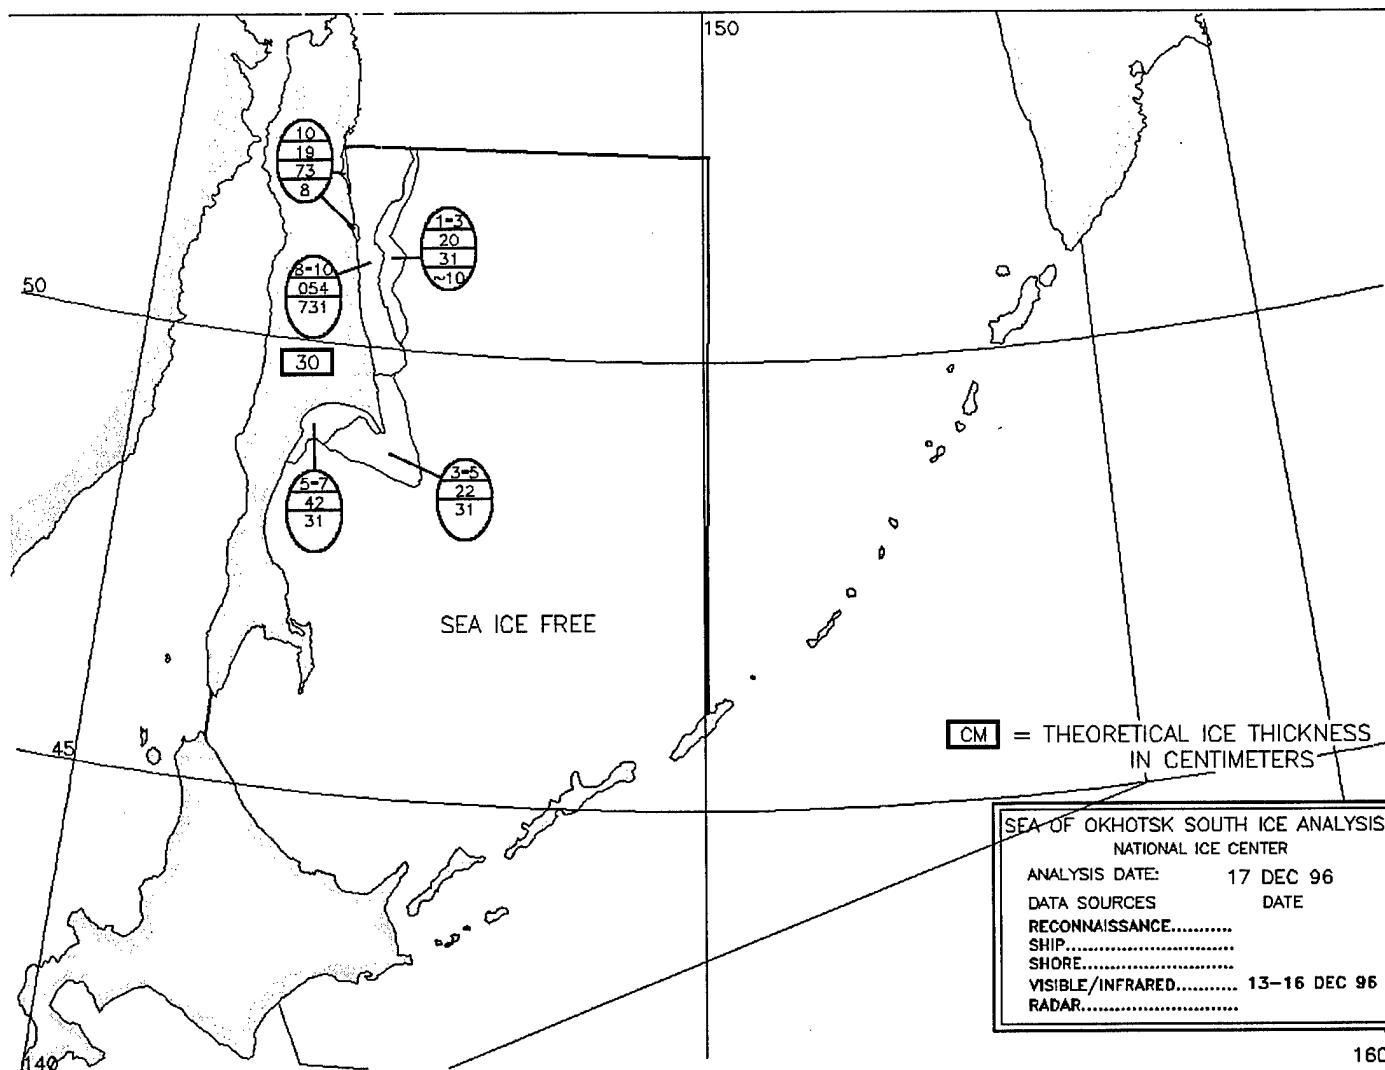 150
10
19
73
8
1-3
20
31
~10
8-10
054
731
50
30
5-7
42
31
3-5
22
31
SEA ICE FREE
45
CM = THEORETICAL ICE THICKNESS
IN CENTIMETERS
SEA OF OKHOTSK SOUTH ICE ANALYSIS
NATIONAL ICE CENTER
ANALYSIS DATE: 17 DEC 96
DATA SOURCES DATE
RECONNAISSANCE...........
SHIP..............................
SHORE...........................
VISIBLE/INFRARED........... 13-16 DEC 96
RADAR............................
140
160